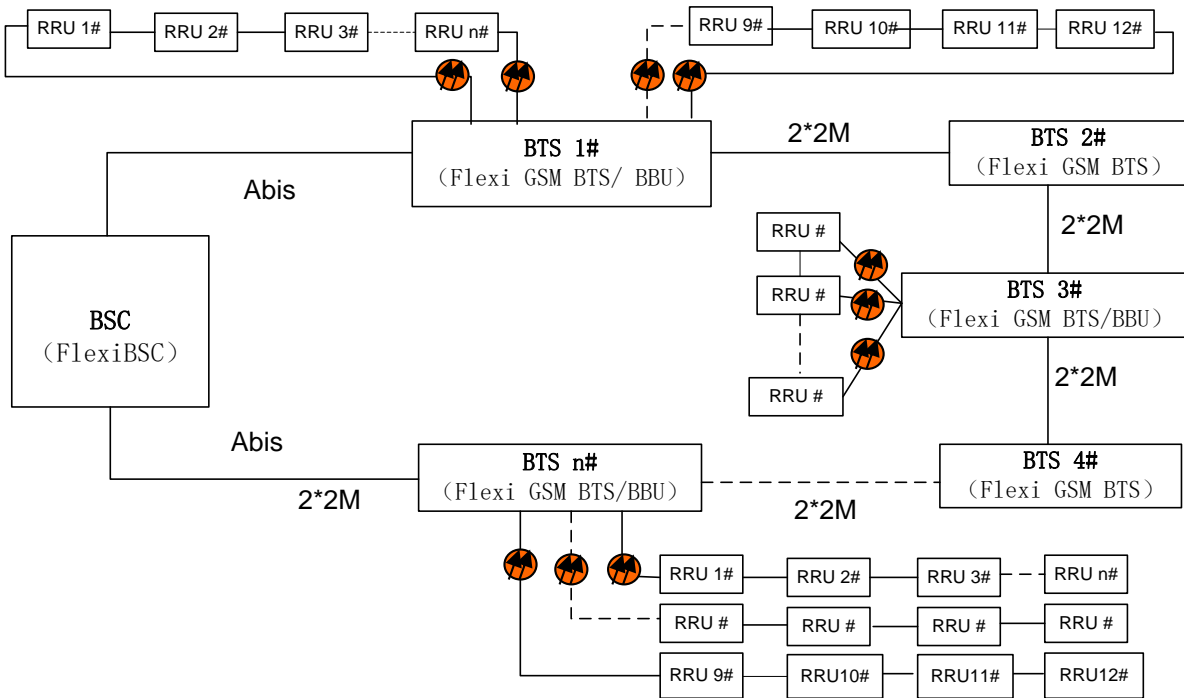 RRU 1#
RRU 2#
RRU 3#
RRU n#
RRU 9#
RRU 10#
RRU 11#
RRU 12#
BTS 1#
（Flexi GSM BTS/ BBU）
2*2M
BTS 2#
（Flexi GSM BTS）
Abis
2*2M
RRU #
RRU #
RRU #
BTS 3#
（Flexi GSM BTS/BBU）
BSC
（FlexiBSC）
2*2M
Abis
2*2M
BTS n#
（Flexi GSM BTS/BBU）
2*2M
BTS 4#
（Flexi GSM BTS）
RRU 1#
RRU 2#
RRU 3#
RRU n#
RRU #
RRU #
RRU #
RRU #
RRU 9#
RRU10#
RRU11#
RRU12#